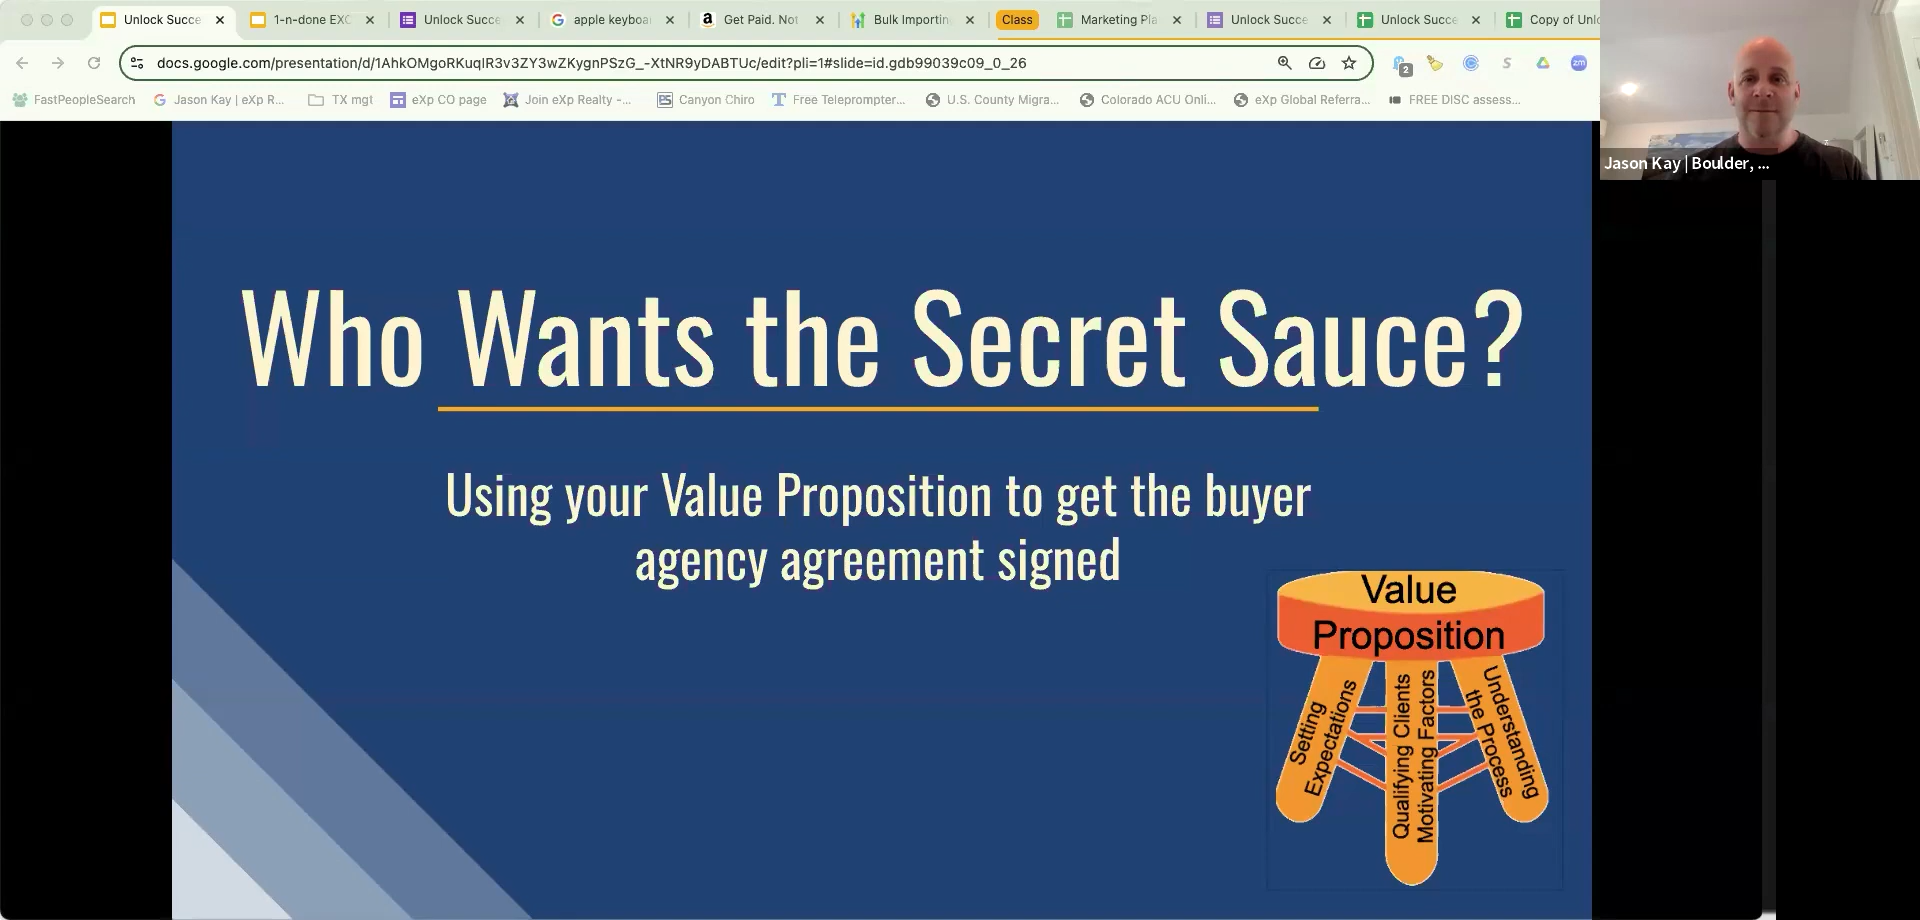 Unlock Succe
1-n-done EXC
Unlock Succe
apple keyboa
Get Paid. Not
Bulk Importin
Class
Marketing Pla
Unlock Succe
Unlock Succe
Copy of Unlo
docs.google.com/presentation/d/1AhkOMgoRKuqIR3v3ZY3wZKygnPSzG_-XtNR9yDABTUc/edit?pli=1#slide=id.gdb99039c09_0_26
2
zm
FastPeopleSearch
Jason Kay | eXp R...
TX mgt
eXp CO page
Join eXp Realty -...
Canyon Chiro
Free Teleprompter...
U.S. County Migra...
Colorado ACU Onli...
eXp Global Referra...
FREE DISC assess...
Jason Kay | Boulder, ...
Who Wants the Secret Sauce?
Using your Value Proposition to get the buyer
agency agreement signed
Value
Proposition
Setting
Expectations
Qualifying Clients
Motivating Factors
Understanding
the Process